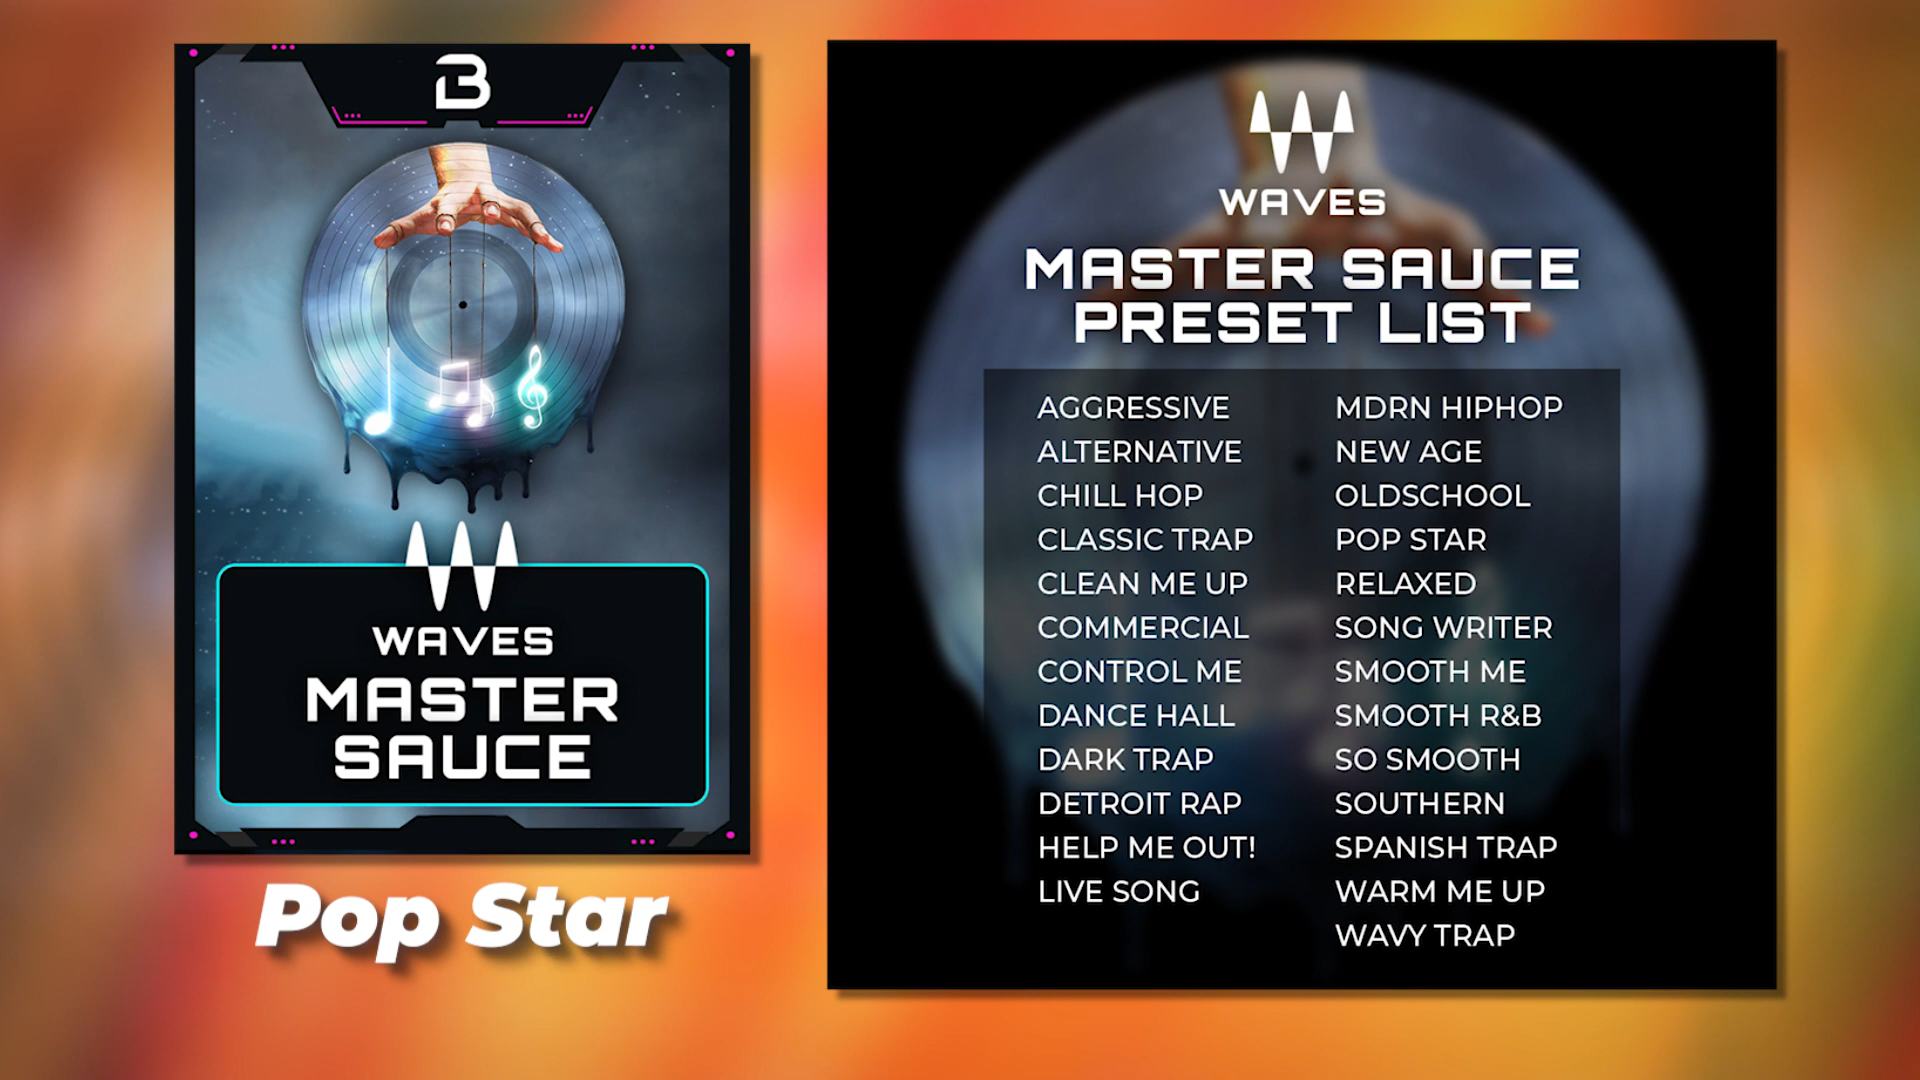 B
WAVES
MASTER
SAUCE
Pop Star
WAVES
MASTER SAUCE
PRESET LIST
AGGRESSIVE
ALTERNATIVE
CHILL HOP
CLASSIC TRAP
CLEAN ME UP
COMMERCIAL
CONTROL ME
DANCE HALL
DARK TRAP
DETROIT RAP
HELP ME OUT!
LIVE SONG
MDRN HIPHOP
NEW AGE
OLDSCHOOL
POP STAR
RELAXED
SONG WRITER
SMOOTH ME
SMOOTH R&B
SO SMOOTH
SOUTHERN
SPANISH TRAP
WARM ME UP
WAVY TRAP